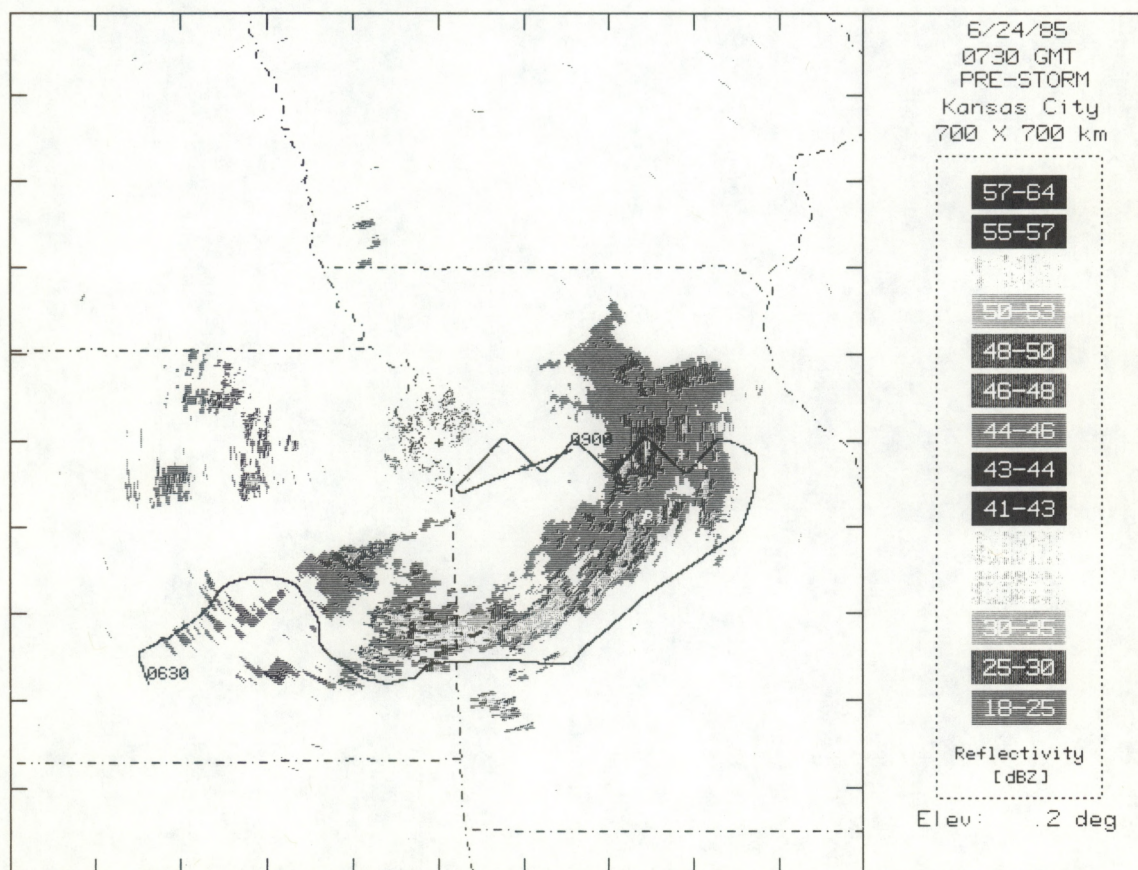 6/24/85
0730 GMT
PRE-STORM
Kansas City
700 X 700 km
57-64
55-57
50-53
48-50
46-48
44-46
43-44
41-43
30-35
25-30
18-25
Reflectivity
[dBZ]
Elev: .2 deg
0900
0630